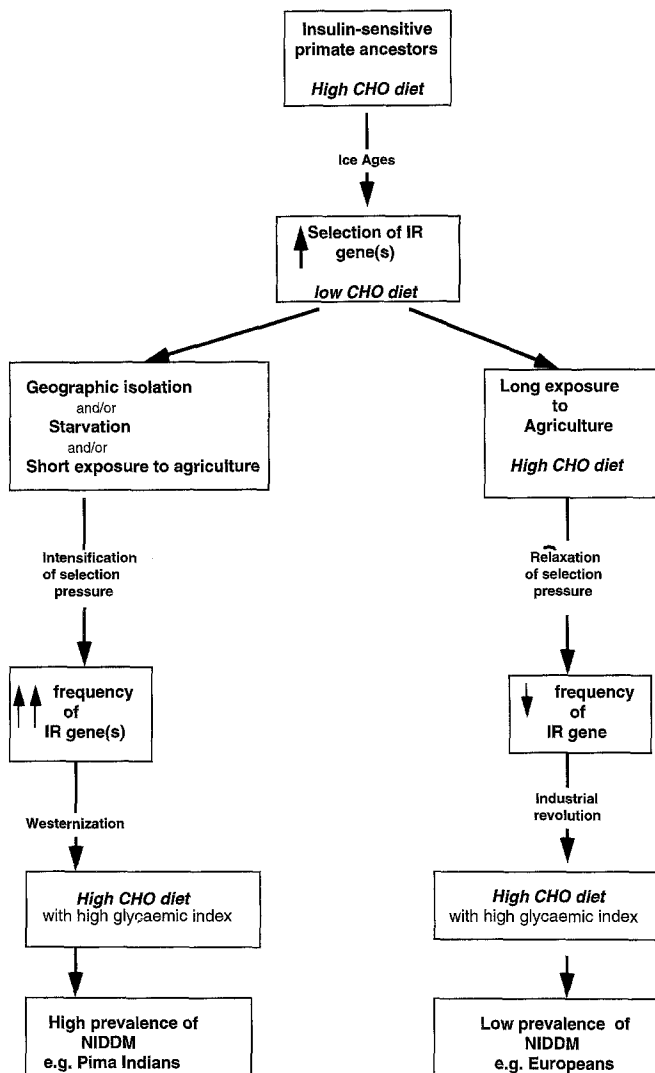 Insulin-sensitive
primate ancestors
High CHO diet
Ice Ages
Selection of IR
gene(s)
low CHO diet
Geographic isolation
and/or
Starvation
and/or
Short exposure to agriculture
Intensification
of selection
pressure
frequency
of
IR gene(s)
Westernization
High CHO diet
with high glycaemic index
High prevalence of
NIDDM
e.g. Pima Indians
Long exposure
to
Agriculture
High CHO diet
Relaxation
of selection
pressure
frequency
of
IR gene
Industrial
revolution
High CHO diet
with high glycaemic index
Low prevalence of
NIDDM
e.g. Europeans